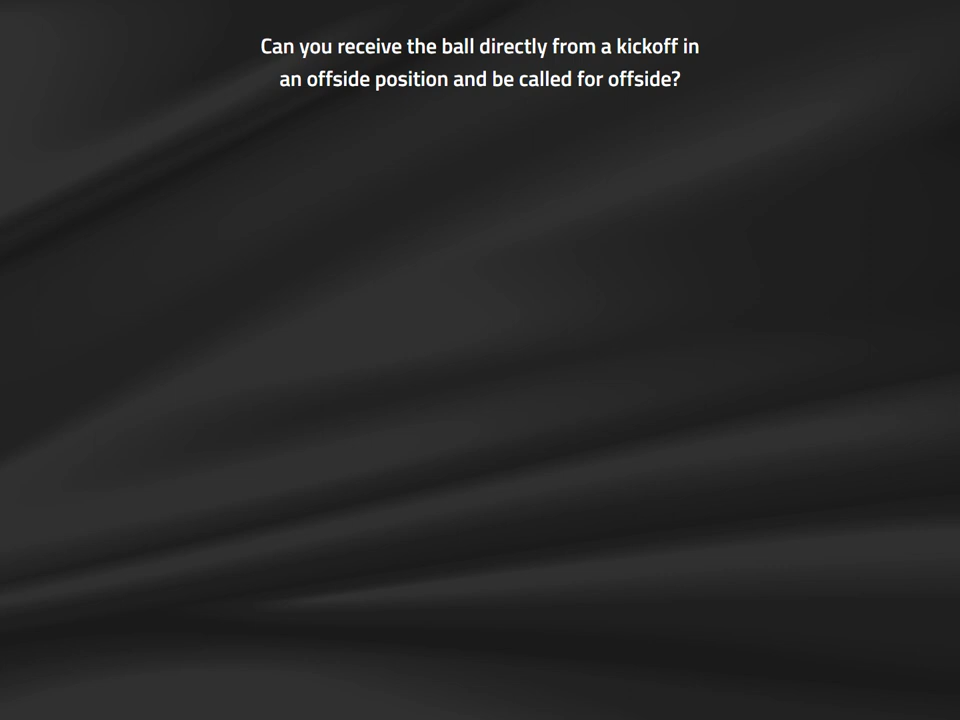 Can you receive the ball directly from a kickoff in
an offside position and be called for offside?